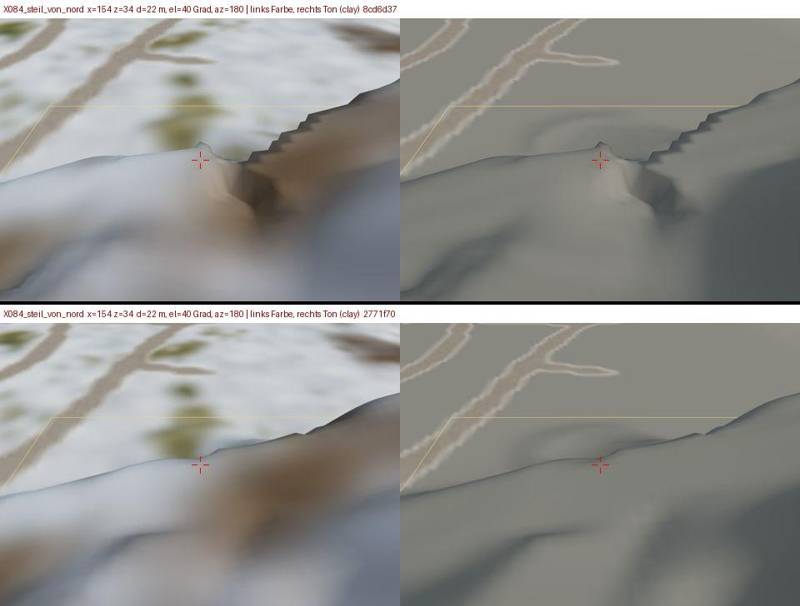 X084_steil_von_nord x=154 z=34 d=22 m, el=40 Grad, az=180 | links Farbe, rechts Ton (clay) 8cd6d37
X084_steil_von_nord x=154 z=34 d=22 m, el=40 Grad, az=180 | links Farbe, rechts Ton (clay) 2771f70